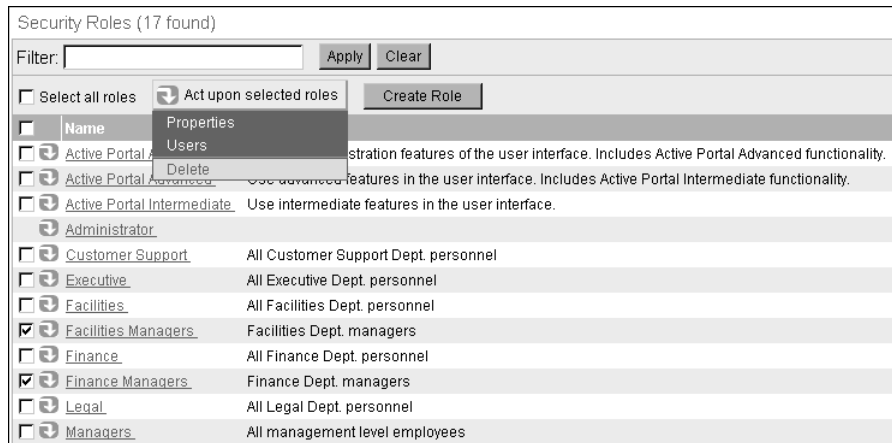 Security Roles (17 found)
Filter: Apply Clear
Select all roles Act upon selected roles Create Role
Name
Properties
Users
Delete
Active Portal stration features of the user interface. Includes Active Portal Advanced functionality.
Active Portal Advanced Use advanced features in the user interface. Includes Active Portal Intermediate functionality.
Active Portal Intermediate Use intermediate features in the user interface.
Administrator
Customer Support All Customer Support Dept. personnel
Executive All Executive Dept. personnel
Facilities All Facilities Dept. personnel
Facilities Managers Facilities Dept. managers
Finance All Finance Dept. personnel
Finance Managers Finance Dept. managers
Legal All Legal Dept. personnel
Managers All management level employees